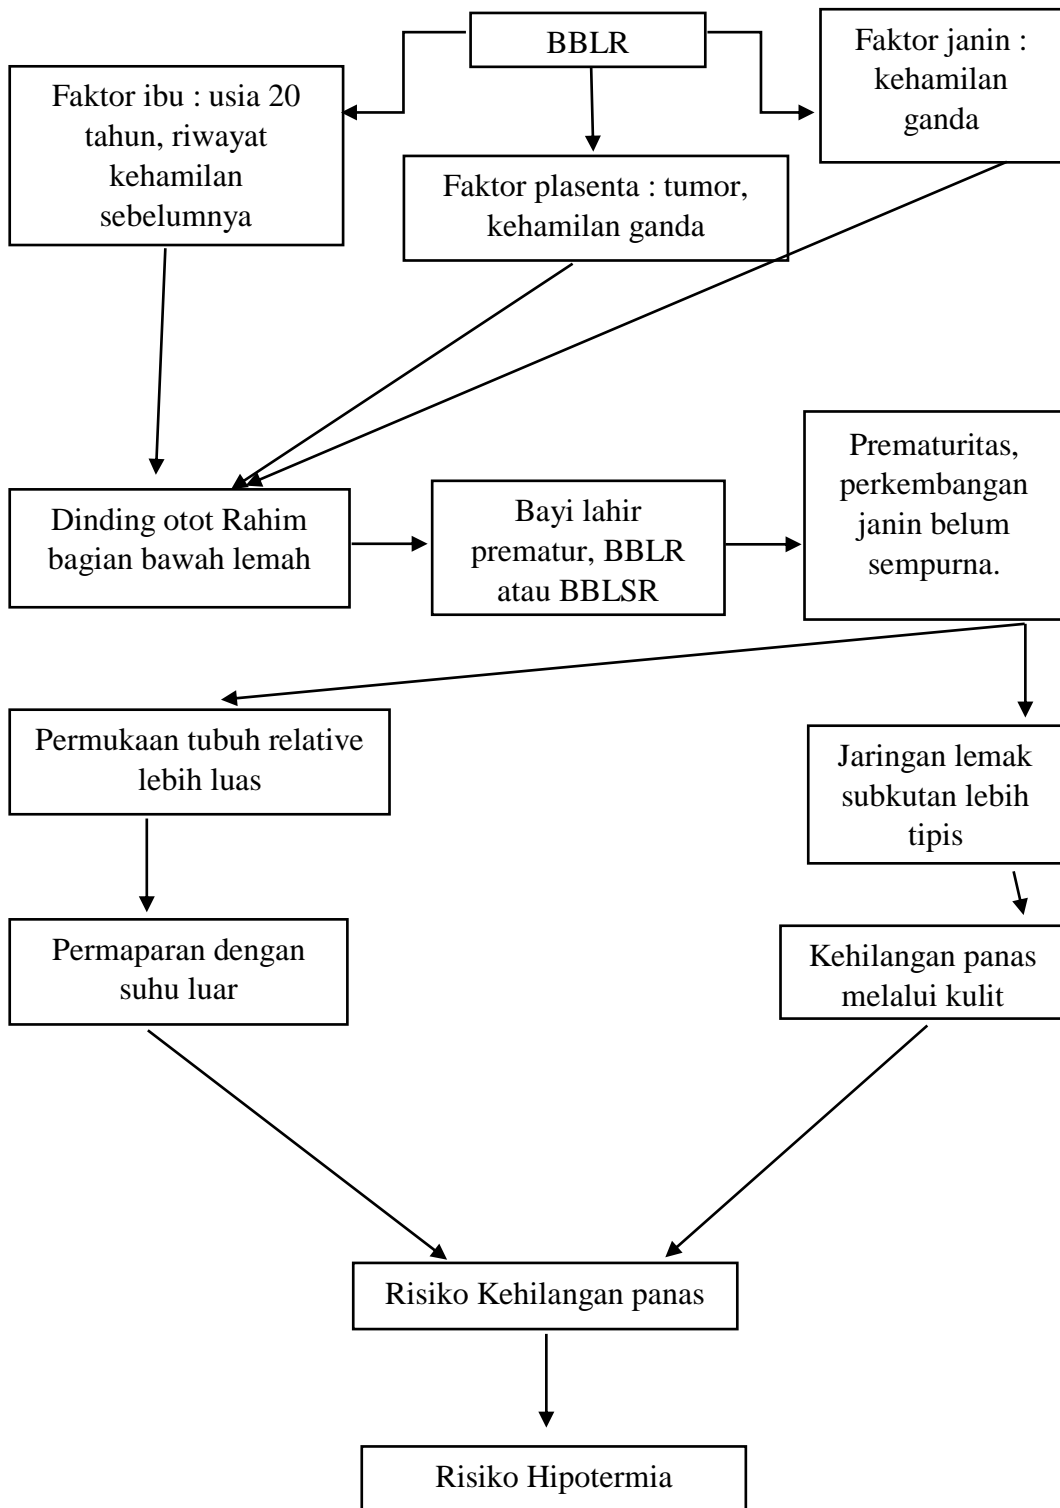 BBLR
Faktor janin :
kehamilan
ganda
Faktor ibu : usia 20
tahun, riwayat
kehamilan
sebelumnya
Faktor plasenta : tumor,
kehamilan ganda
Dinding otot Rahim
bagian bawah lemah
Bayi lahir
prematur, BBLR
atau BBLSR
Prematuritas,
perkembangan
janin belum
sempurna.
Permukaan tubuh relative
lebih luas
Jaringan lemak
subkutan lebih
tipis
Permaparan dengan
suhu luar
Kehilangan panas
melalui kulit
Risiko Kehilangan panas
Risiko Hipotermia